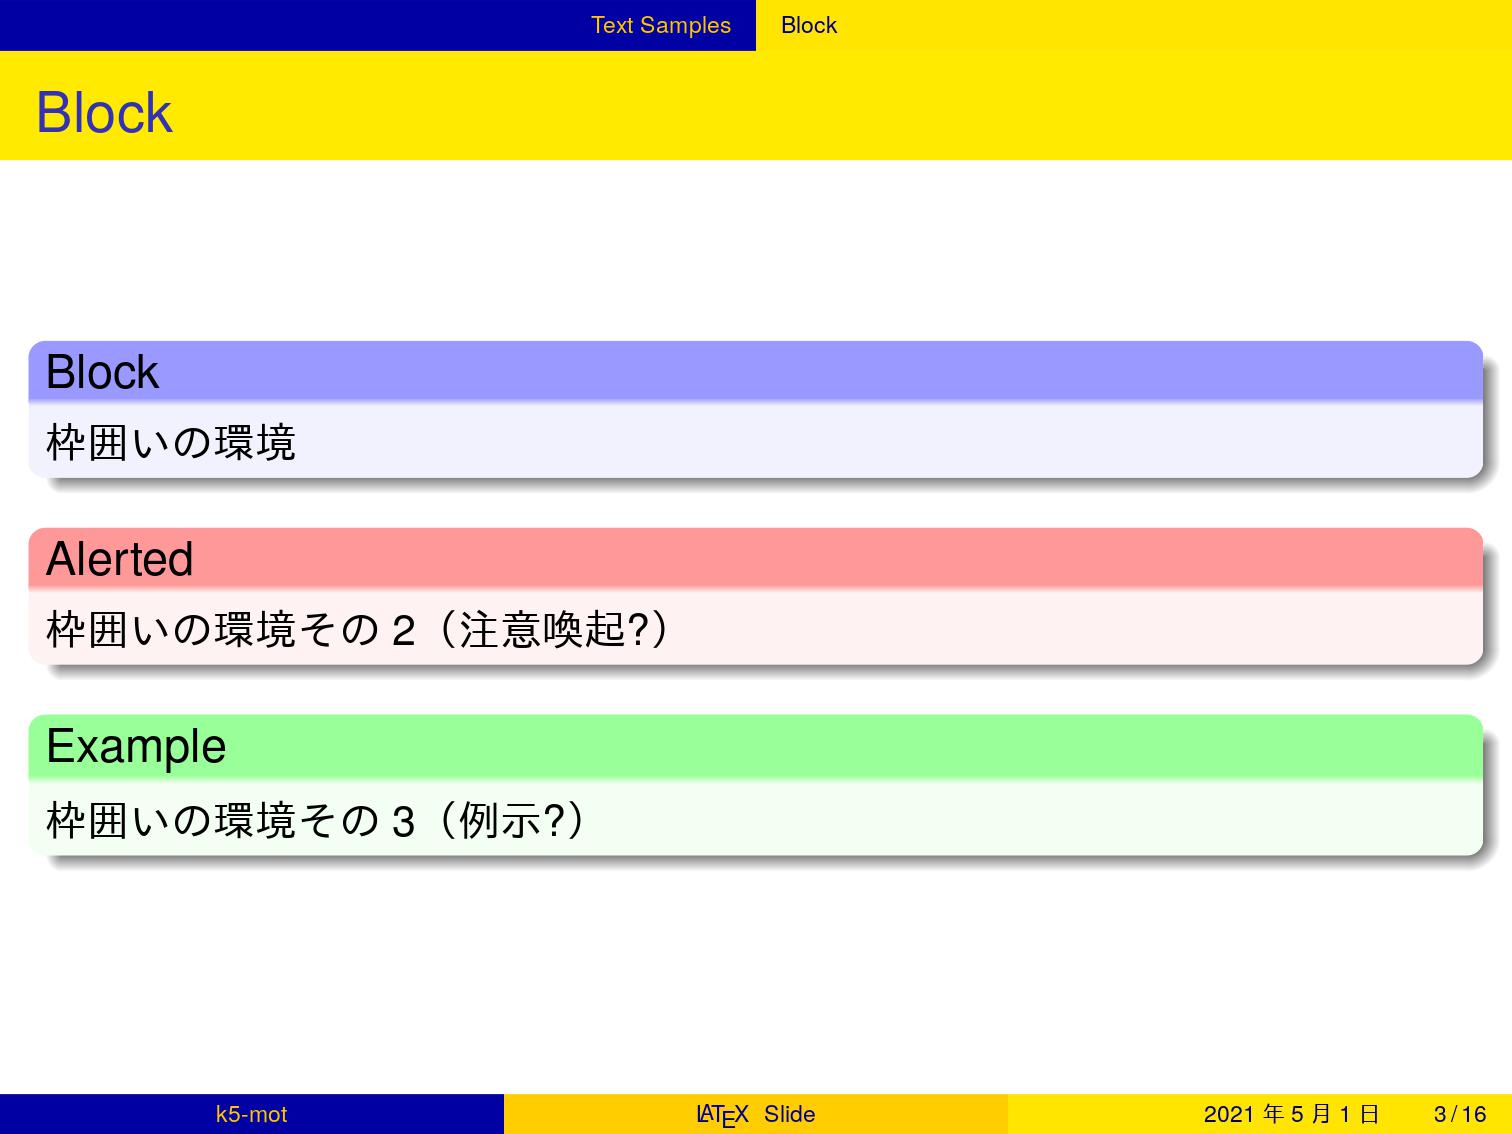 Text Samples Block
Block
Block
枠囲いの環境
Alerted
枠囲いの環境その 2（注意喚起?）
Example
枠囲いの環境その 3（例示?）
k5-mot LATEX Slide 2021 年 5 月 1 日 3 / 16